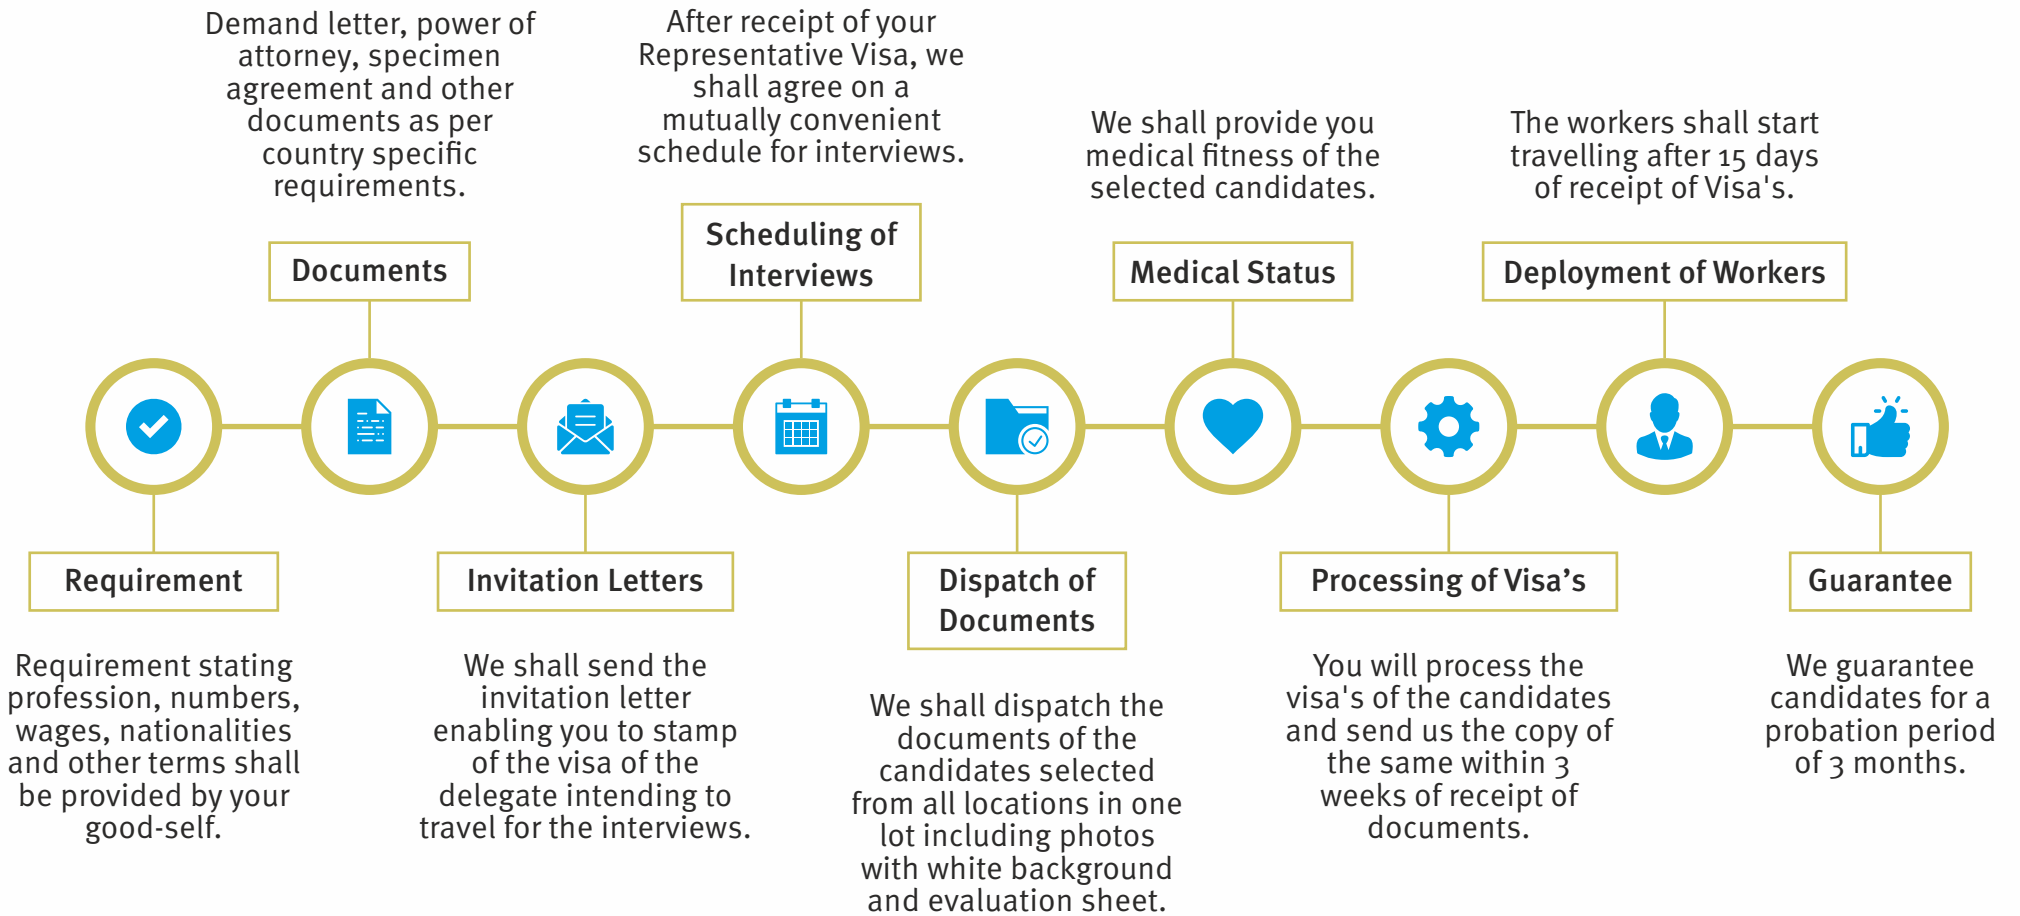 Demand letter, power of
attorney, specimen
agreement and other
documents as per
country specific
requirements.
After receipt of your
Representative Visa, we
shall agree on a
mutually convenient
schedule for interviews.
We shall provide you
medical fitness of the
selected candidates.
The workers shall start
travelling after 15 days
of receipt of Visa's.
Documents
Scheduling of
Interviews
Medical Status
Deployment of Workers
Requirement
Requirement stating
profession, numbers,
wages, nationalities
and other terms shall
be provided by your
good-self.
Invitation Letters
We shall send the
invitation letter
enabling you to stamp
of the visa of the
delegate intending to
travel for the interviews.
Dispatch of
Documents
We shall dispatch the
documents of the
candidates selected
from all locations in one
lot including photos
with white background
and evaluation sheet.
Processing of Visa’s
You will process the
visa's of the candidates
and send us the copy of
the same within 3
weeks of receipt of
documents.
Guarantee
We guarantee
candidates for a
probation period
of 3 months.